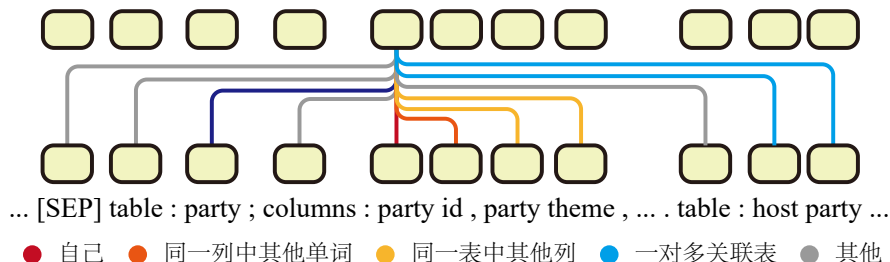 ... [SEP] table : party ; columns : party id , party theme , ... . table : host party ...
自己 同一列中其他单词 同一表中其他列 一对多关联表 其他